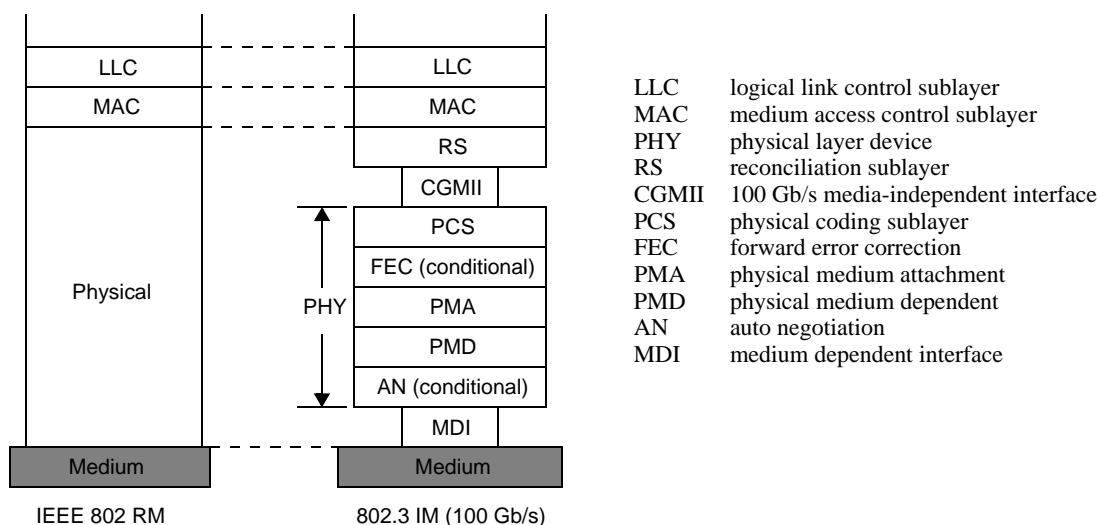 LLC
MAC
Physical
Medium
IEEE 802 RM
LLC
MAC
RS
CGMII
PCS
FEC (conditional)
PHY
PMA
PMD
AN (conditional)
MDI
Medium
802.3 IM (100 Gb/s)
LLC logical link control sublayer
MAC medium access control sublayer
PHY physical layer device
RS reconciliation sublayer
CGMII 100 Gb/s media-independent interface
PCS physical coding sublayer
FEC forward error correction
PMA physical medium attachment
PMD physical medium dependent
AN auto negotiation
MDI medium dependent interface